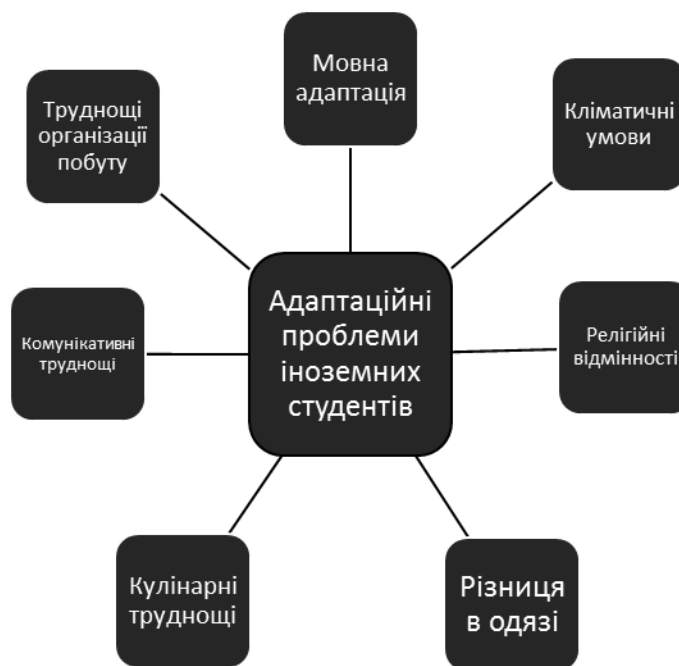 Мовна
адаптація
Кліматичні
умови
Релігійні
відмінності
Різниця
в одязі
Кулінарні
труднощі
Комунікативні
труднощі
Труднощі
організації
побуту
Адаптаційні
проблеми
іноземних
студентів